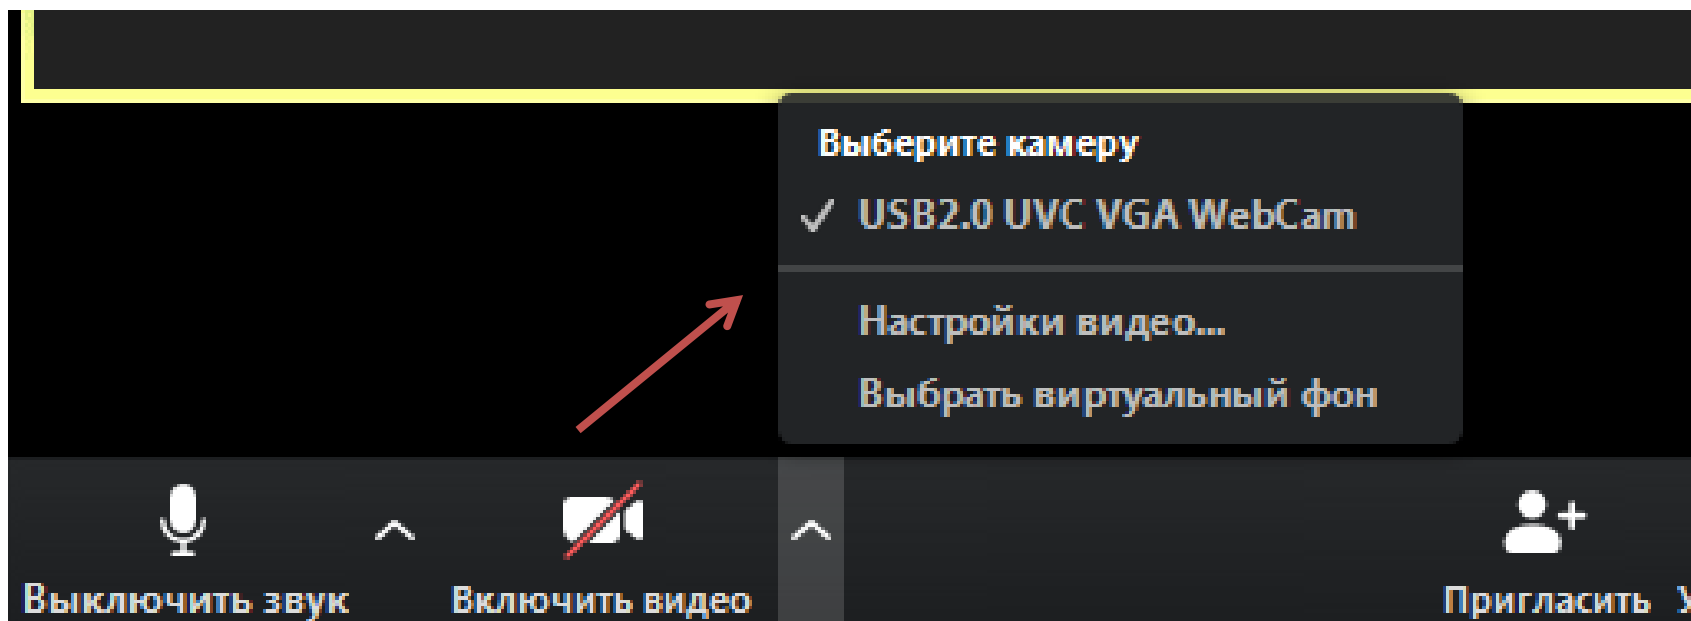 Выберите камеру
USB2.0 UVC VGA WebCam
Настройки видео...
Выбрать виртуальный фон
Выключить звук
Включить видео
Пригласить